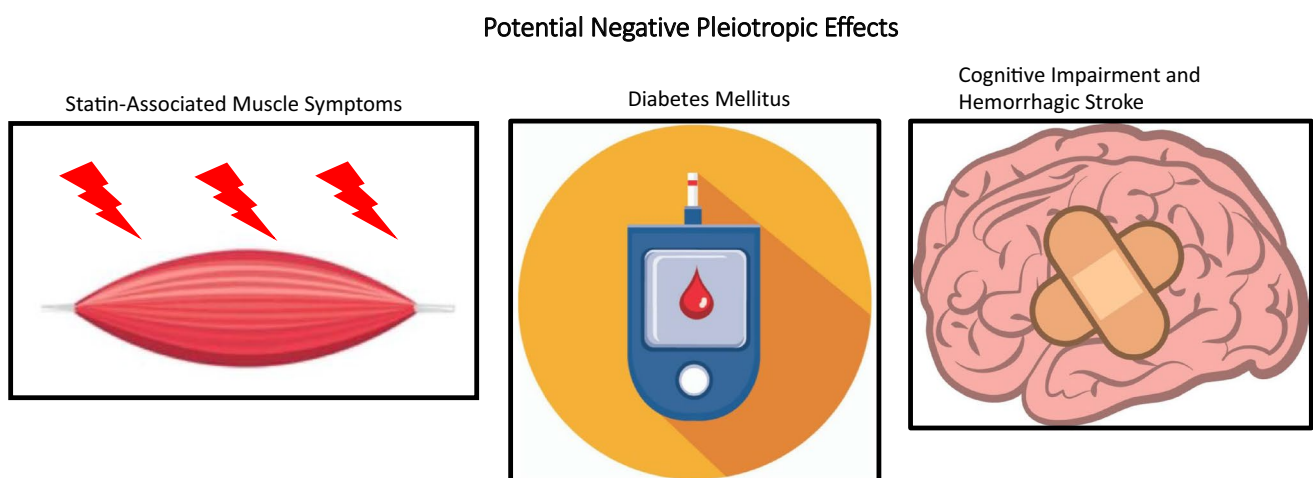 Potential Negative Pleiotropic Effects
Statin-Associated Muscle Symptoms
Diabetes Mellitus
Cognitive Impairment and
Hemorrhagic Stroke